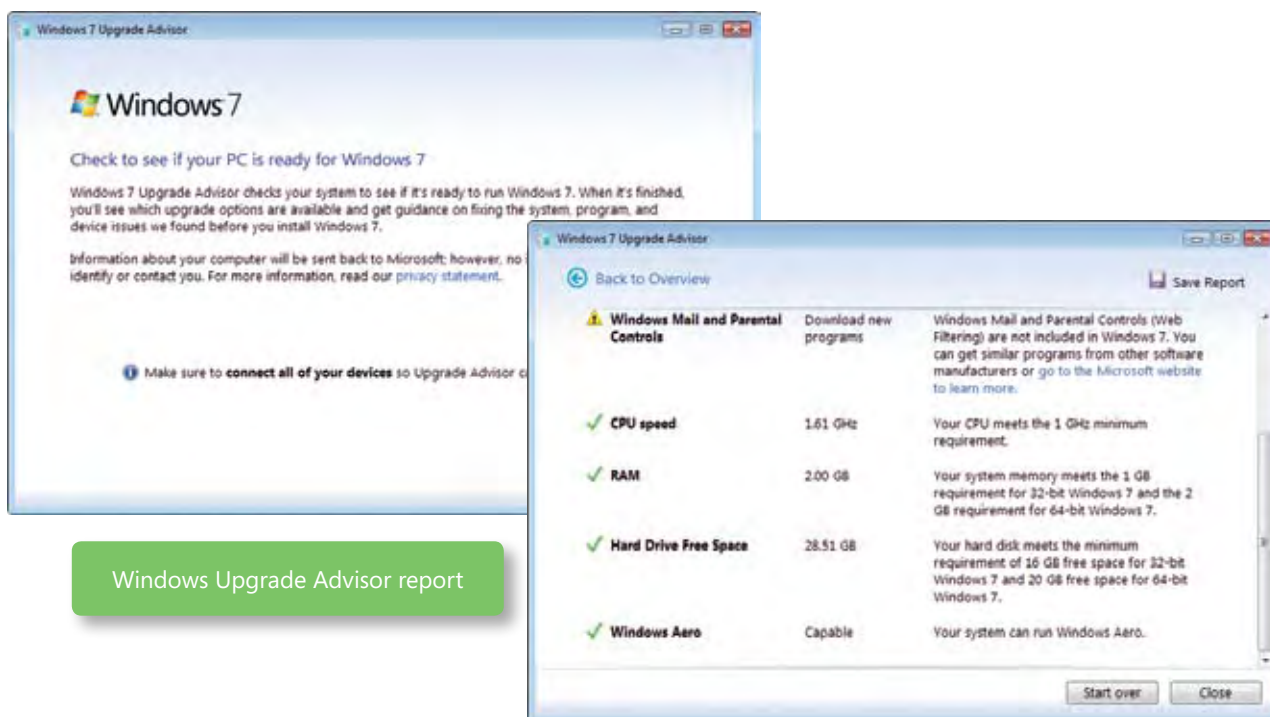 Windows 7 Upgrade Advisor
Windows 7
Check to see if your PC is ready for Windows 7
Windows 7 Upgrade Advisor checks your system to see if it's ready to run Windows 7. When it's finished,
you'll see which upgrade options are available and get guidance on fixing the system, program, and
device issues we found before you install Windows 7.
Information about your computer will be sent back to Microsoft; however, no
identify or contact you. For more information, read our privacy statement.
Make sure to connect all of your devices so Upgrade Advisor
Windows Upgrade Advisor report
Windows 7 Upgrade Advisor
Back to Overview
Save Report
Windows Mail and Parental
Controls
Download new
programs
Windows Mail and Parental Controls (Web
Filtering) are not included in Windows 7. You
can get similar programs from other software
manufacturers or go to the Microsoft website
to learn more.
CPU speed
1.61 GHz
Your CPU meets the 1 GHz minimum
requirement.
RAM
2.00 GB
Your system memory meets the 1 GB
requirement for 32-bit Windows 7 and the 2
GB requirement for 64-bit Windows 7.
Hard Drive Free Space
28.51 GB
Your hard disk meets the minimum
requirement of 16 GB free space for 32-bit
Windows 7 and 20 GB free space for 64-bit
Windows 7.
Windows Aero
Capable
Your system can run Windows Aero.
Start over
Close